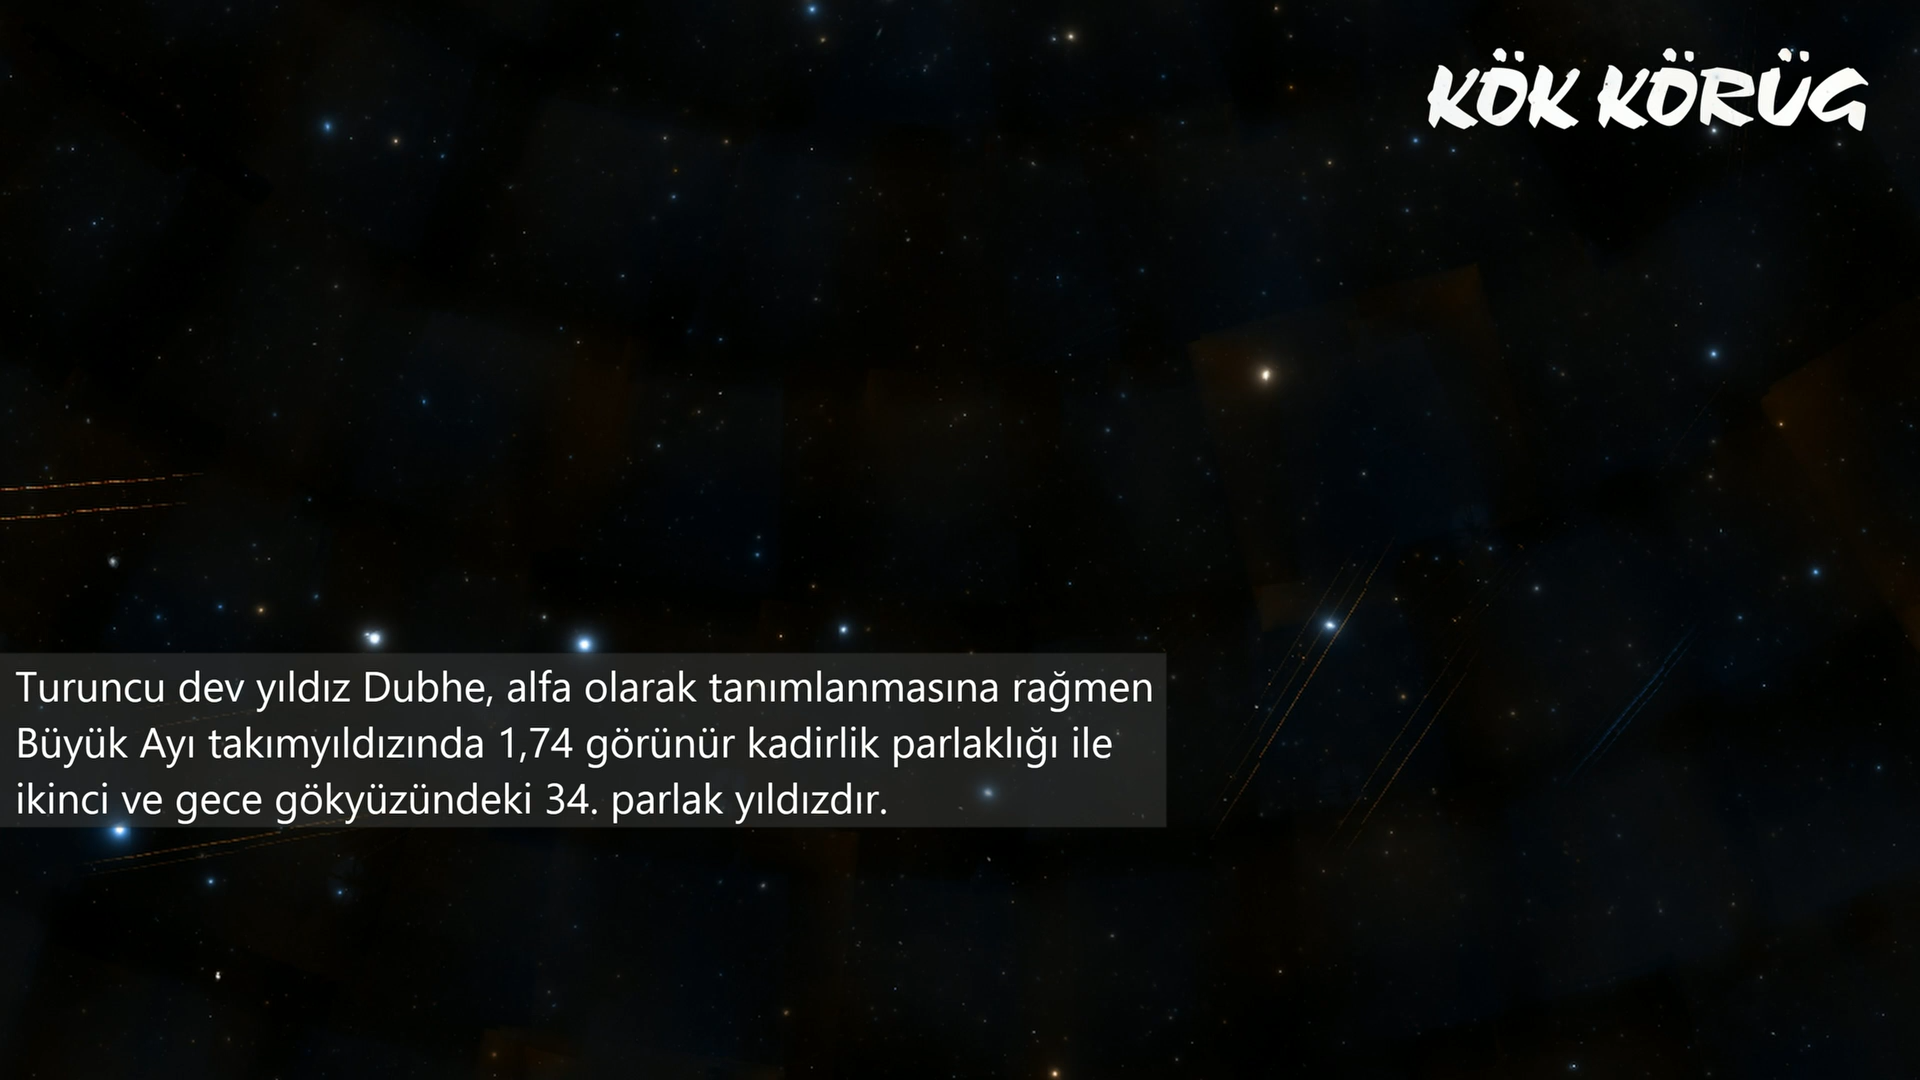 KÖK KÖRÜG
Turuncu dev yıldız Dubhe, alfa olarak tanımlanmasına rağmen
Büyük Ayı takımyıldızında 1,74 görünür kadirlik parlaklığı ile
ikinci ve gece gökyüzündeki 34. parlak yıldızdır.